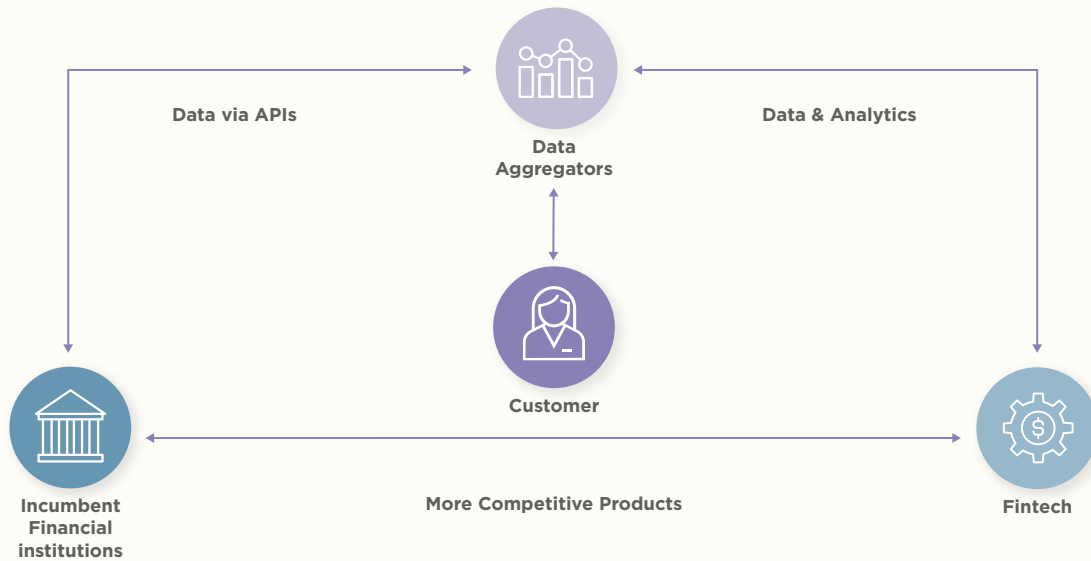 Data via APIs
Data & Analytics
Data
Aggregators
Customer
$
More Competitive Products
Incumbent
Financial
institutions
Fintech